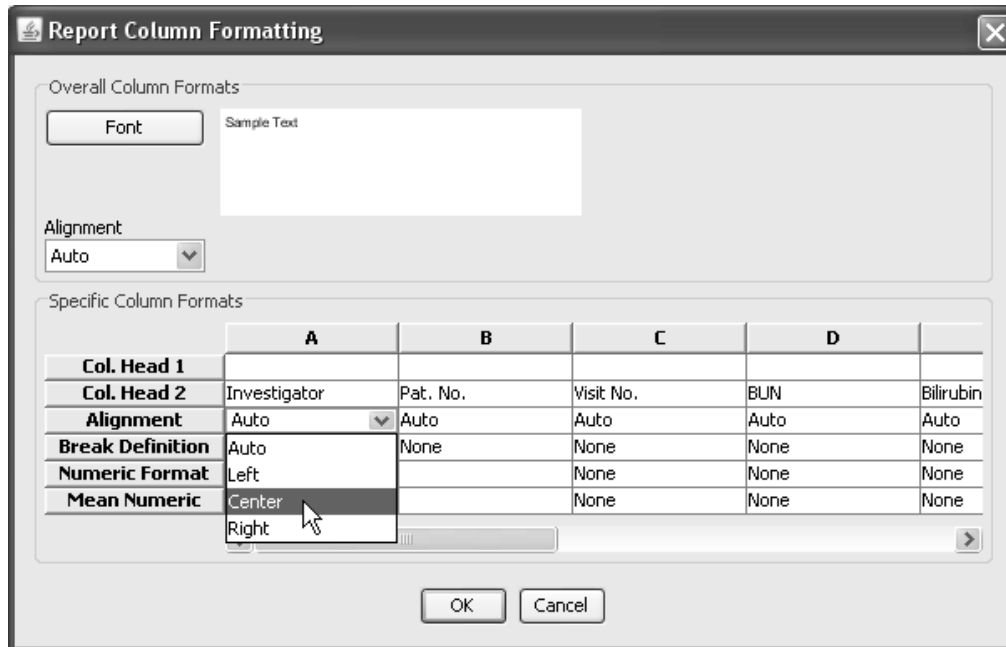 Report Column Formatting
Overall Column Formats
Font
Sample Text
Alignment
Auto
Specific Column Formats
A B C D
Col. Head 1
Col. Head 2 Investigator Pat. No. Visit No. BUN Bilirubin
Alignment Auto Auto Auto Auto Auto
Break Definition Auto None None None None
Numeric Format Left None None None
Mean Numeric Center None None None
Right
OK Cancel